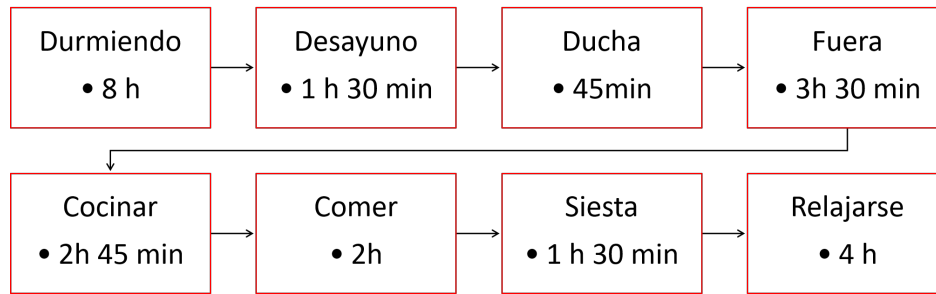 Durmiendo
• 8 h
Desayuno
• 1 h 30 min
Ducha
• 45min
Fuera
• 3h 30 min
Cocinar
• 2h 45 min
Comer
• 2h
Siesta
• 1 h 30 min
Relajarse
• 4 h